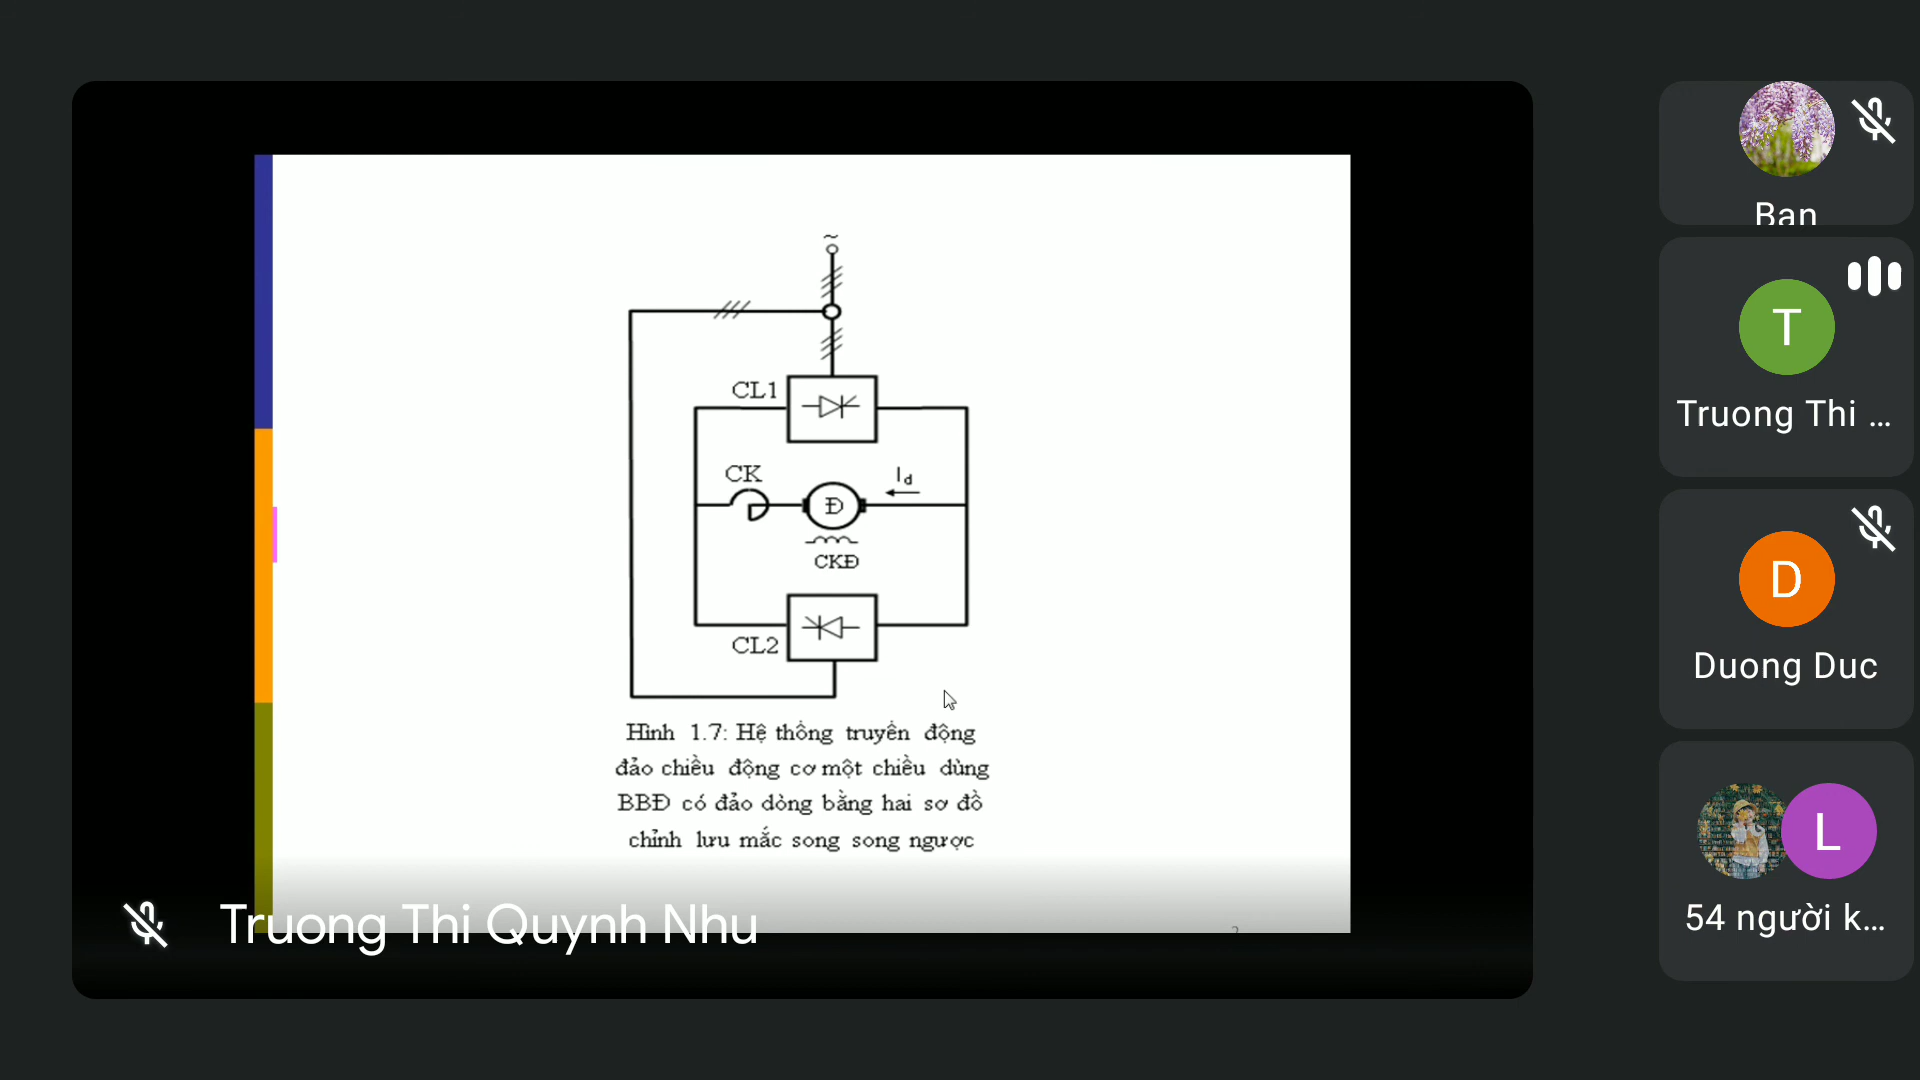 ~
CL1
CK
Id
Đ
CKĐ
CL2
Hình 1.7: Hệ thống truyền động
đảo chiều động cơ một chiều dùng
BBĐ có đảo dòng bằng hai sơ đồ
chỉnh lưu mắc song song ngược
2
Truong Thi Quynh Nhu
Bạn
T
Truong Thi ...
D
Duong Duc
L
54 người k...